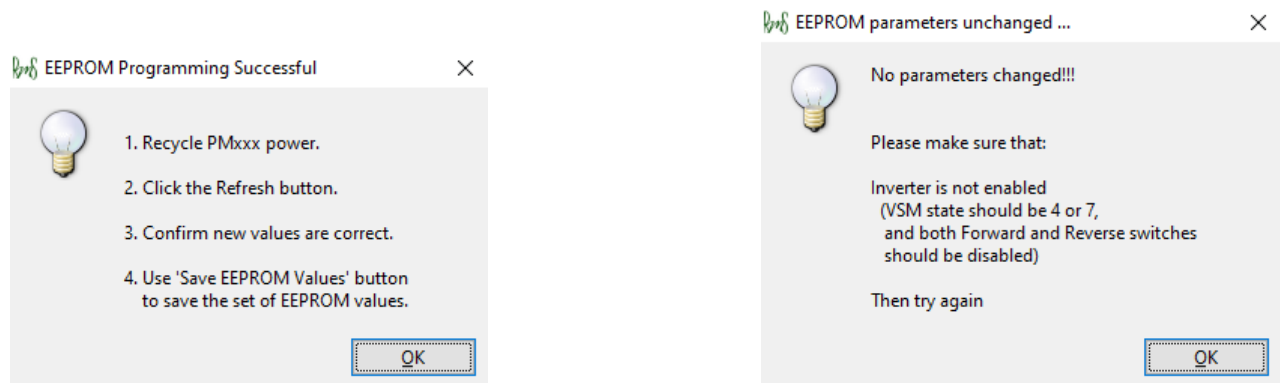 EEPROM Programming Successful
1. Recycle PMxxx power.
2. Click the Refresh button.
3. Confirm new values are correct.
4. Use 'Save EEPROM Values' button
to save the set of EEPROM values.
OK
EEPROM parameters unchanged ...
No parameters changed!!!
Please make sure that:
Inverter is not enabled
(VSM state should be 4 or 7,
and both Forward and Reverse switches
should be disabled)
Then try again
OK